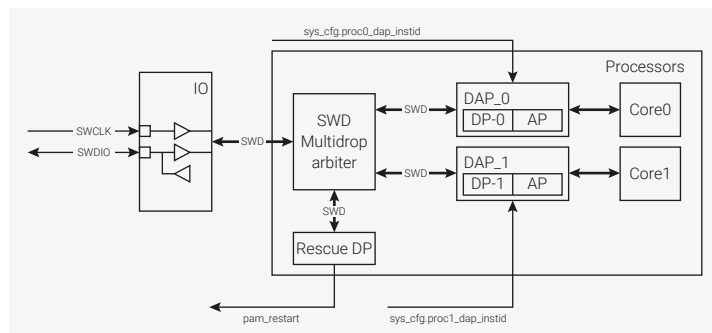 sys_cfg.proc0_dap_instid
Processors
IO
SWCLK
SWDIO
SWD
SWD
Multidrop
arbiter
SWD
DAP_0
DP-0
AP
Core0
SWD
DAP_1
DP-1
AP
Core1
SWD
Rescue DP
pam_restart
sys_cfg.proc1_dap_instid